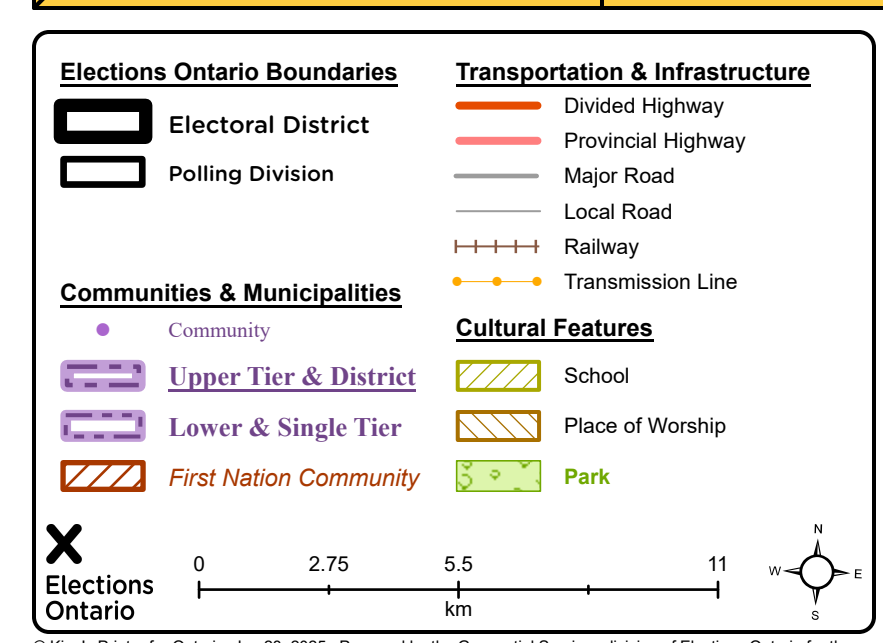 Elections Ontario Boundaries
Electoral District
Polling Division
Communities & Municipalities
Community
Upper Tier & District
Lower & Single Tier
First Nation Community
Transportation & Infrastructure
Divided Highway
Provincial Highway
Major Road
Local Road
Railway
Transmission Line
Cultural Features
School
Place of Worship
Park
Elections
Ontario
0 2.75 5.5 11
km
N
W E
S